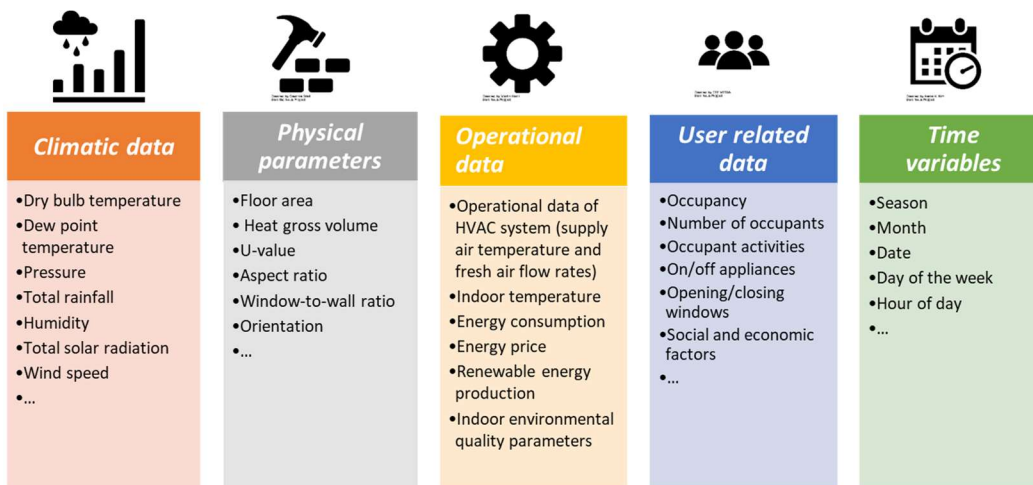 Climatic data
•Dry bulb temperature
•Dew point
temperature
•Pressure
•Total rainfall
•Humidity
•Total solar radiation
•Wind speed
•...
Physical
parameters
•Floor area
• Heat gross volume
•U-value
•Aspect ratio
•Window-to-wall ratio
•Orientation
•...
Operational
data
•Operational data of
HVAC system (supply
air temperature and
fresh air flow rates)
•Indoor temperature
•Energy consumption
•Energy price
•Renewable energy
production
•Indoor environmental
quality parameters
User related
data
•Occupancy
•Number of occupants
•Occupant activities
•On/off appliances
•Opening/closing
windows
•Social and economic
factors
•...
Time
variables
•Season
•Month
•Date
•Day of the week
•Hour of day
•...